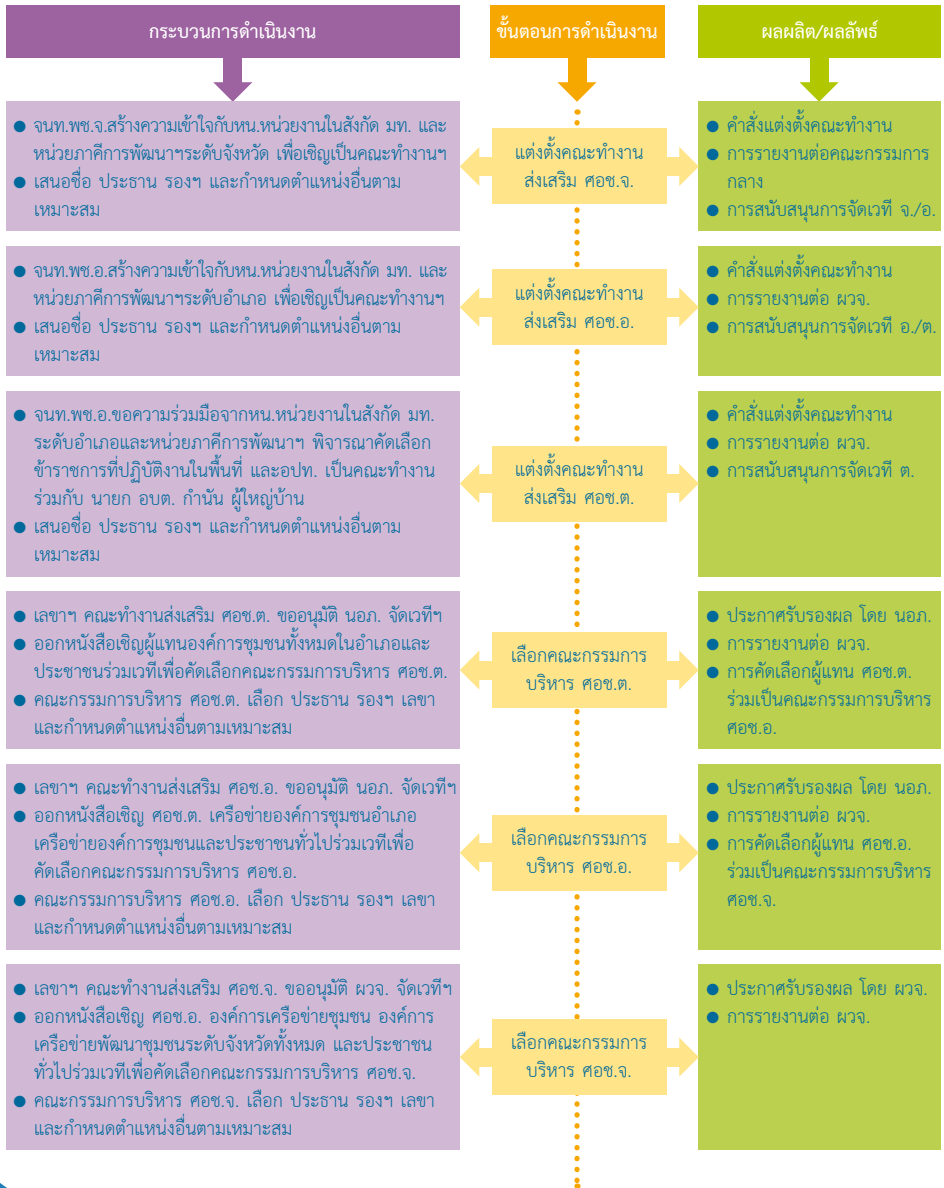 กระบวนการดำเนินงาน
ขั้นตอนการดำเนินงาน
ผลผลิต/ผลลัพธ์
● จนท.พช.จ.สร้างความเข้าใจกับหน.หน่วยงานในสังกัด มท. และ
หน่วยภาคีการพัฒนาฯระดับจังหวัด เพื่อเชิญเป็นคณะทำงานฯ
● เสนอชื่อ ประธาน รองฯ และกำหนดตำแหน่งอื่นตาม
เหมาะสม
แต่งตั้งคณะทำงาน
ส่งเสริม ศอช.จ.
● คำสั่งแต่งตั้งคณะทำงาน
● การรายงานต่อคณะกรรมการ
กลาง
● การสนับสนุนการจัดเวที จ./อ.
● จนท.พช.อ.สร้างความเข้าใจกับหน.หน่วยงานในสังกัด มท. และ
หน่วยภาคีการพัฒนาฯระดับอำเภอ เพื่อเชิญเป็นคณะทำงานฯ
● เสนอชื่อ ประธาน รองฯ และกำหนดตำแหน่งอื่นตาม
เหมาะสม
แต่งตั้งคณะทำงาน
ส่งเสริม ศอช.อ.
● คำสั่งแต่งตั้งคณะทำงาน
● การรายงานต่อ ผวจ.
● การสนับสนุนการจัดเวที อ./ต.
● จนท.พช.อ.ขอความร่วมมือจากหน.หน่วยงานในสังกัด มท.
ระดับอำเภอและหน่วยภาคีการพัฒนาฯ พิจารณาคัดเลือก
ข้าราชการที่ปฏิบัติงานในพื้นที่ และอปท. เป็นคณะทำงาน
ร่วมกับ นายก อบต. กำนัน ผู้ใหญ่บ้าน
● เสนอชื่อ ประธาน รองฯ และกำหนดตำแหน่งอื่นตาม
เหมาะสม
แต่งตั้งคณะทำงาน
ส่งเสริม ศอช.ต.
● คำสั่งแต่งตั้งคณะทำงาน
● การรายงานต่อ ผวจ.
● การสนับสนุนการจัดเวที ต.
● เลขาฯ คณะทำงานส่งเสริม ศอช.ต. ขออนุมัติ นอภ. จัดเวทีฯ
● ออกหนังสือเชิญผู้แทนองค์การชุมชนทั้งหมดในอำเภอและ
ประชาชนร่วมเวทีเพื่อคัดเลือกคณะกรรมการบริหาร ศอช.ต.
● คณะกรรมการบริหาร ศอช.ต. เลือก ประธาน รองฯ เลขา
และกำหนดตำแหน่งอื่นตามเหมาะสม
เลือกคณะกรรมการ
บริหาร ศอช.ต.
● ประกาศรับรองผล โดย นอภ.
● การรายงานต่อ ผวจ.
● การคัดเลือกผู้แทน ศอช.ต.
ร่วมเป็นคณะกรรมการบริหาร
ศอช.อ.
● เลขาฯ คณะทำงานส่งเสริม ศอช.อ. ขออนุมัติ นอภ. จัดเวทีฯ
● ออกหนังสือเชิญ ศอช.ต. เครือข่ายองค์การชุมชนอำเภอ
เครือข่ายองค์การชุมชนและประชาชนทั่วไปร่วมเวทีเพื่อ
คัดเลือกคณะกรรมการบริหาร ศอช.อ.
● คณะกรรมการบริหาร ศอช.อ. เลือก ประธาน รองฯ เลขา
และกำหนดตำแหน่งอื่นตามเหมาะสม
เลือกคณะกรรมการ
บริหาร ศอช.อ.
● ประกาศรับรองผล โดย นอภ.
● การรายงานต่อ ผวจ.
● การคัดเลือกผู้แทน ศอช.อ.
ร่วมเป็นคณะกรรมการบริหาร
ศอช.จ.
● เลขาฯ คณะทำงานส่งเสริม ศอช.จ. ขออนุมัติ ผวจ. จัดเวทีฯ
● ออกหนังสือเชิญ ศอช.อ. องค์การเครือข่ายชุมชน องค์การ
เครือข่ายพัฒนาชุมชนระดับจังหวัดทั้งหมด และประชาชน
ทั่วไปร่วมเวทีเพื่อคัดเลือกคณะกรรมการบริหาร ศอช.จ.
● คณะกรรมการบริหาร ศอช.จ. เลือก ประธาน รองฯ เลขา
และกำหนดตำแหน่งอื่นตามเหมาะสม
เลือกคณะกรรมการ
บริหาร ศอช.จ.
● ประกาศรับรองผล โดย ผวจ.
● การรายงานต่อ ผวจ.